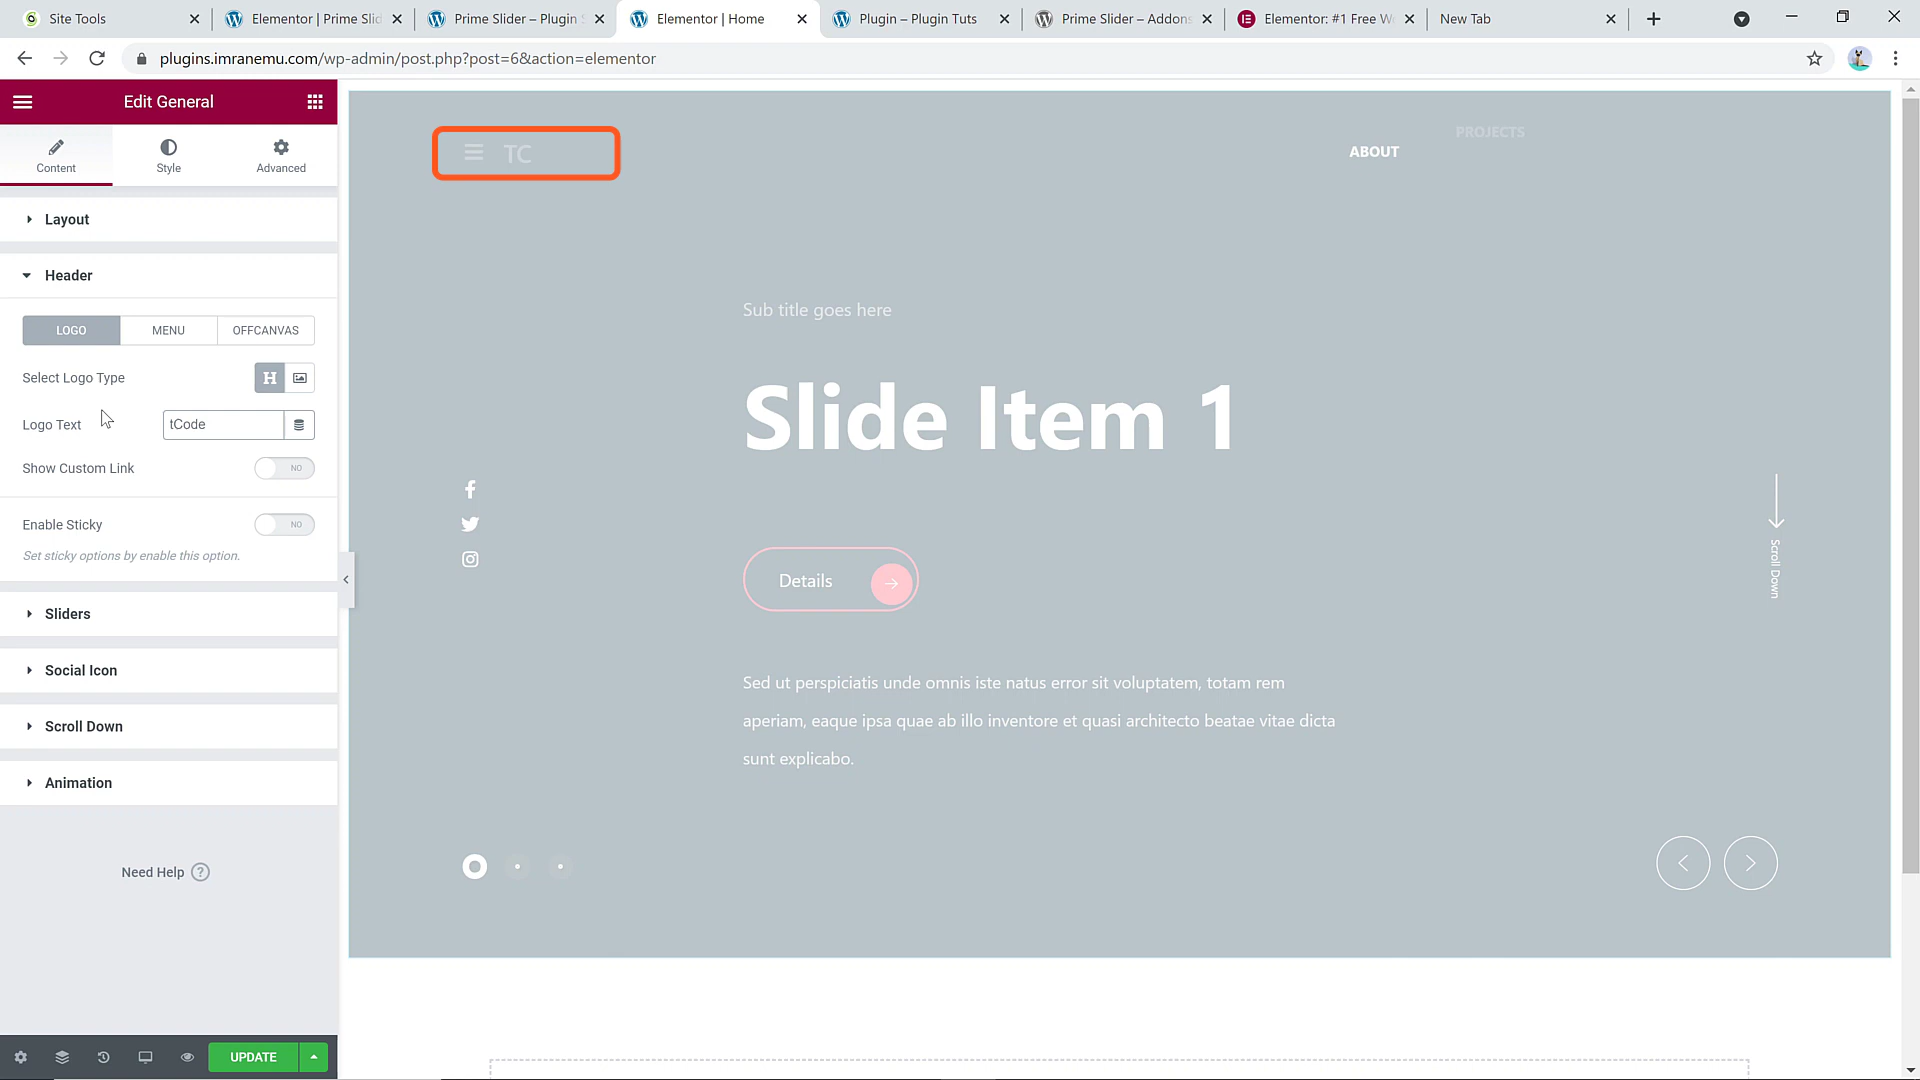 Site Tools
Elementor | Prime Slid
Prime Slider – Plugin S
Elementor | Home
Plugin – Plugin Tuts
Prime Slider – Addons
Elementor: #1 Free W
New Tab
plugins.imranemu.com/wp-admin/post.php?post=6&action=elementor
Edit General
Content
Style
Advanced
Layout
Header
LOGO
MENU
OFFCANVAS
Select Logo Type
H
Logo Text
tCode
Show Custom Link
NO
Enable Sticky
NO
Set sticky options by enable this option.
Sliders
Social Icon
Scroll Down
Animation
Need Help ?
UPDATE
TC
ABOUT
PROJECTS
Sub title goes here
Slide Item 1
Details
Sed ut perspiciatis unde omnis iste natus error sit voluptatem, totam rem
aperiam, eaque ipsa quae ab illo inventore et quasi architecto beatae vitae dicta
sunt explicabo.
Scroll Down